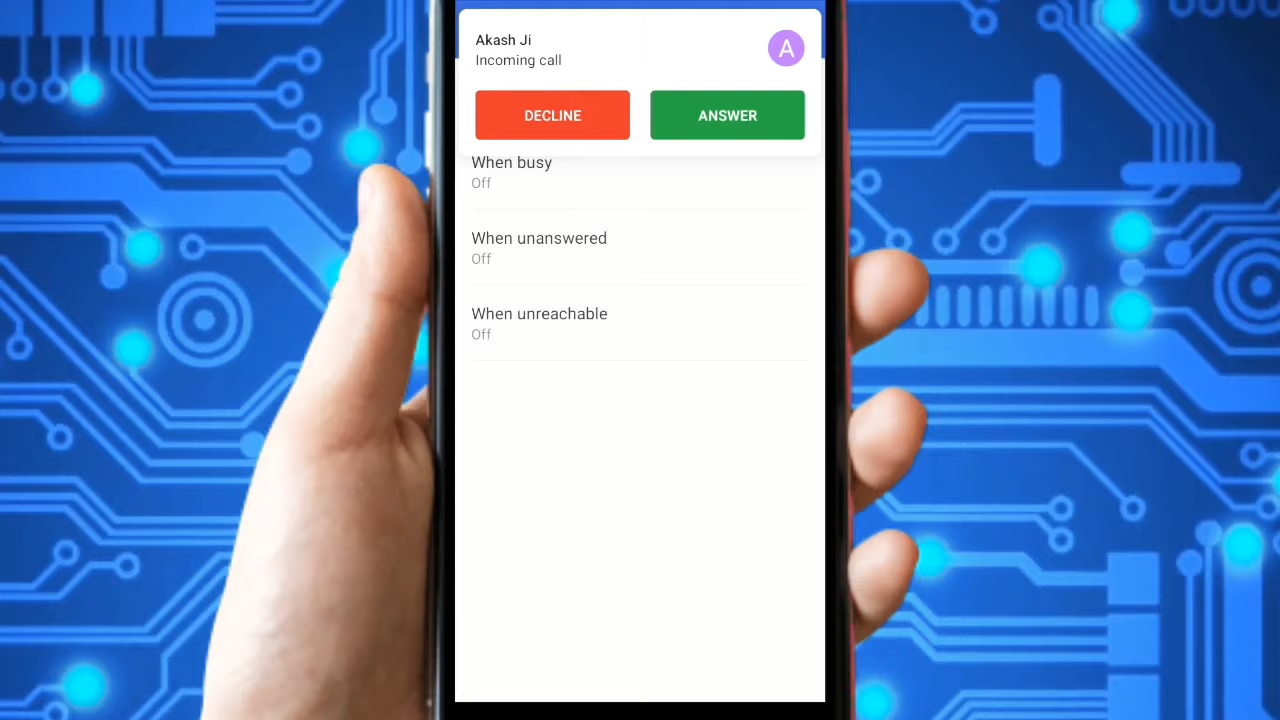 Akash Ji
Incoming call
A
DECLINE
ANSWER
When busy
Off
When unanswered
Off
When unreachable
Off